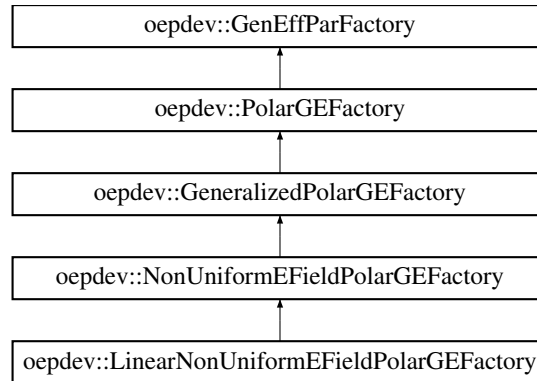 oepdev::GenEffParFactory
oepdev::PolarGEFactory
oepdev::GeneralizedPolarGEFactory
oepdev::NonUniformEFieldPolarGEFactory
oepdev::LinearNonUniformEFieldPolarGEFactory